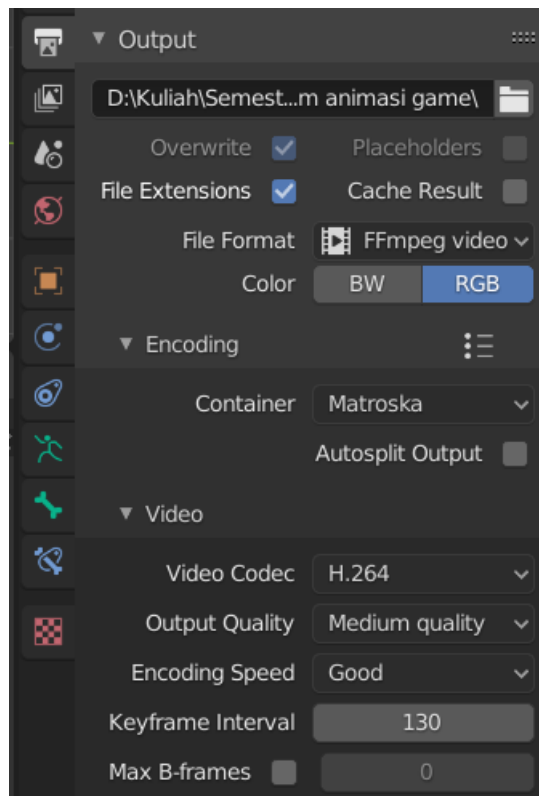 Output
D:\Kuliah\Semest...m animasi game\
Overwrite Placeholders
File Extensions Cache Result
File Format FFmpeg video
Color BW RGB
Encoding
Container Matroska
Autosplit Output
Video
Video Codec H.264
Output Quality Medium quality
Encoding Speed Good
Keyframe Interval 130
Max B-frames 0